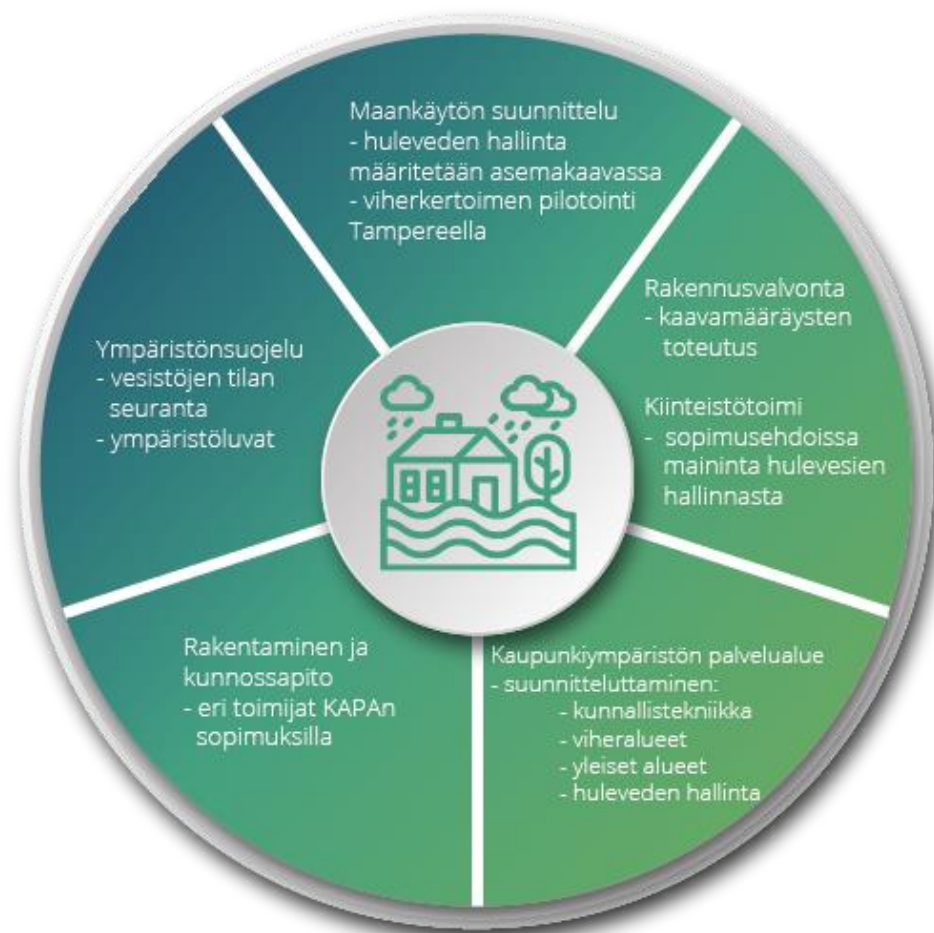 Maankäytön suunnittelu
- huleveden hallinta
määritetään asemakaavassa
- viherkertoimen pilotointi
Tampereella
Rakennusvalvonta
- kaavamääräysten
toteutus
Kiinteistötoimi
- sopimusehdoissa
maininta hulevesien
hallinnasta
Kaupunkiympäristön palvelualue
- suunnitteluttaminen:
- kunnallistekniikka
- viheralueet
- yleiset alueet
- huleveden hallinta
Rakentaminen ja
kunnossapito
- eri toimijat KAPAn
sopimuksilla
Ympäristönsuojelu
- vesistöjen tilan
seuranta
- ympäristöluvat